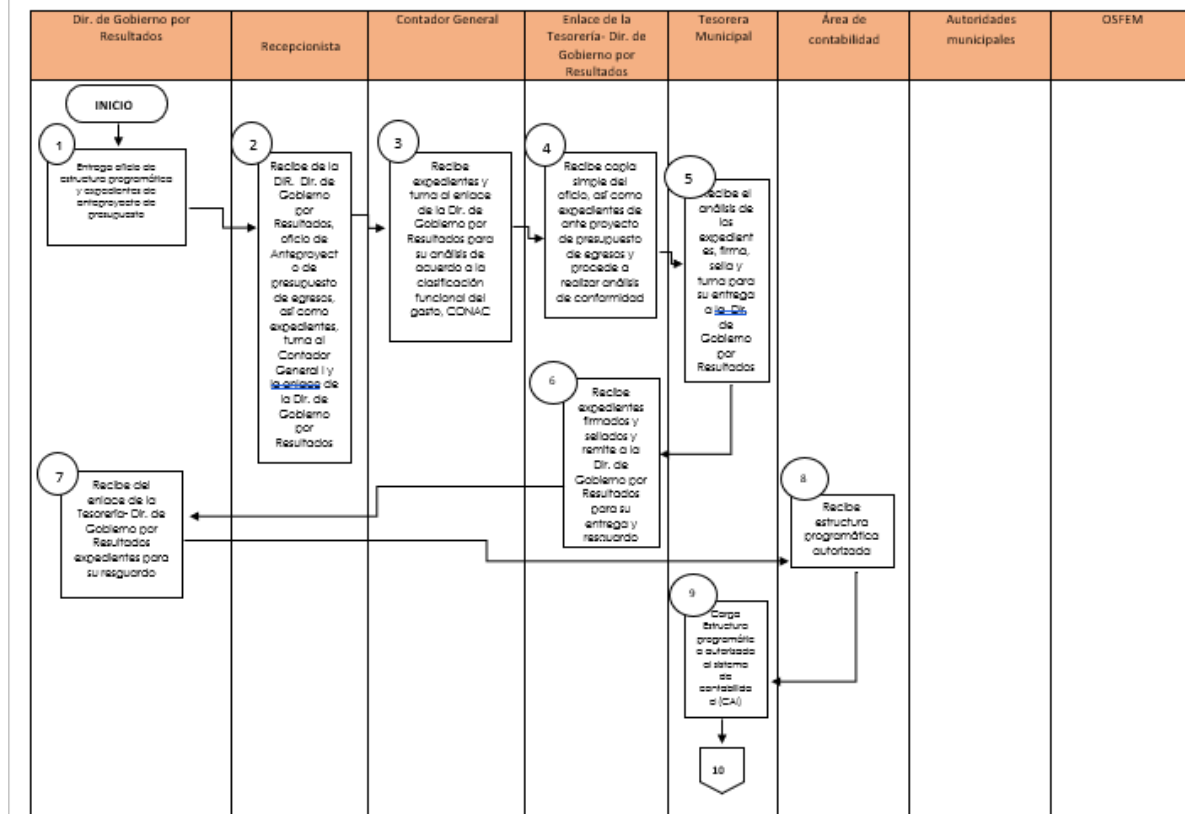 Dir. de Gobierno por
Resultados
Recepcionista
Contador General
Enlace de la
Tesorería- Dir. de
Gobierno por
Resultados
Tesorera
Municipal
Área de
contabilidad
Autoridades
municipales
OSFEM
INICIO
1
Entrega oficio de
estructura programática
y expedientes de
anteproyecto de
presupuesto
2
Recibe de la
DIR. Dir. de
Gobierno
por
Resultados,
oficio de
Anteproyect
o de
presupuesto
de egresos,
así como
expedientes,
turna al
Contador
General I y
la enlace de
la Dir. de
Gobierno
por
Resultados
3
Recibe
expedientes y
turna al enlace
de la Dir. de
Gobierno por
Resultados para
su análisis de
acuerdo a la
clasificación
funcional del
gasto, CONAC
4
Recibe copia
simple del
oficio, así como
expedientes de
ante proyecto
de presupuesto
de egresos y
procede a
realizar análisis
de conformidad
5
Recibe el
análisis de
los
expedient
es, firma,
sella y
turna para
su entrega
a la Dir.
de
Gobierno
por
Resultados
6
Recibe
expedientes
firmados y
sellados y
remite a la
Dir. de
Gobierno por
Resultados
para su
entrega y
resguardo
7
Recibe del
enlace de la
Tesorería- Dir. de
Gobierno por
Resultados
expedientes para
su resguardo
8
Recibe
estructura
programática
autorizada
9
Carga
Estructura
programátic
a autorizada
al sistema
de
contabilida
d (CAI)
10